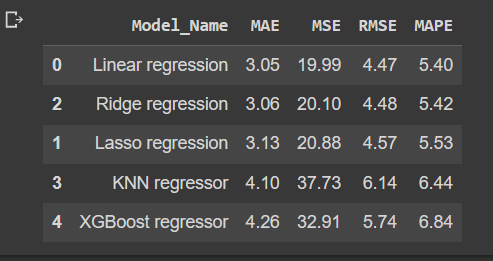 Model_Name MAE MSE RMSE MAPE
0 Linear regression 3.05 19.99 4.47 5.40
2 Ridge regression 3.06 20.10 4.48 5.42
1 Lasso regression 3.13 20.88 4.57 5.53
3 KNN regressor 4.10 37.73 6.14 6.44
4 XGBoost regressor 4.26 32.91 5.74 6.84